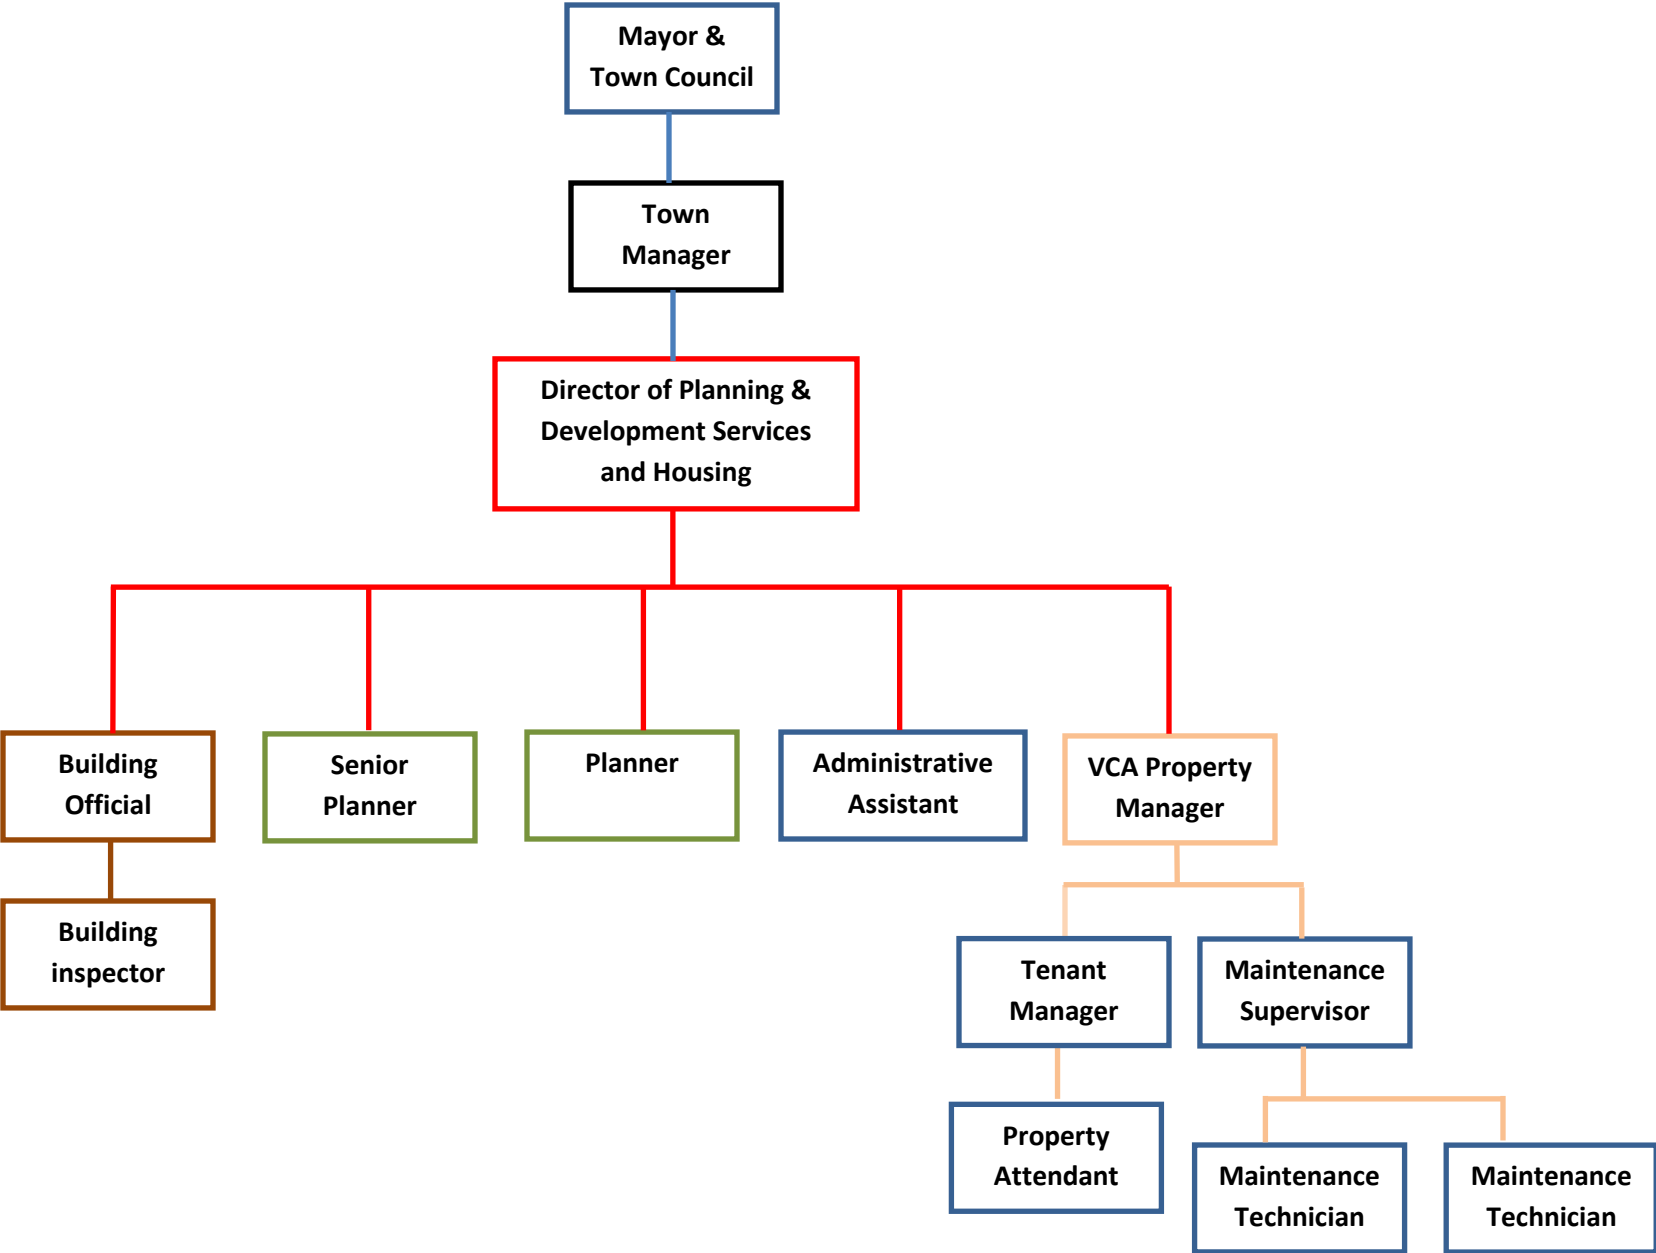 Mayor &
Town Council
Town
Manager
Director of Planning &
Development Services
and Housing
Building
Official
Senior
Planner
Planner
Administrative
Assistant
VCA Property
Manager
Building
inspector
Tenant
Manager
Maintenance
Supervisor
Property
Attendant
Maintenance
Technician
Maintenance
Technician